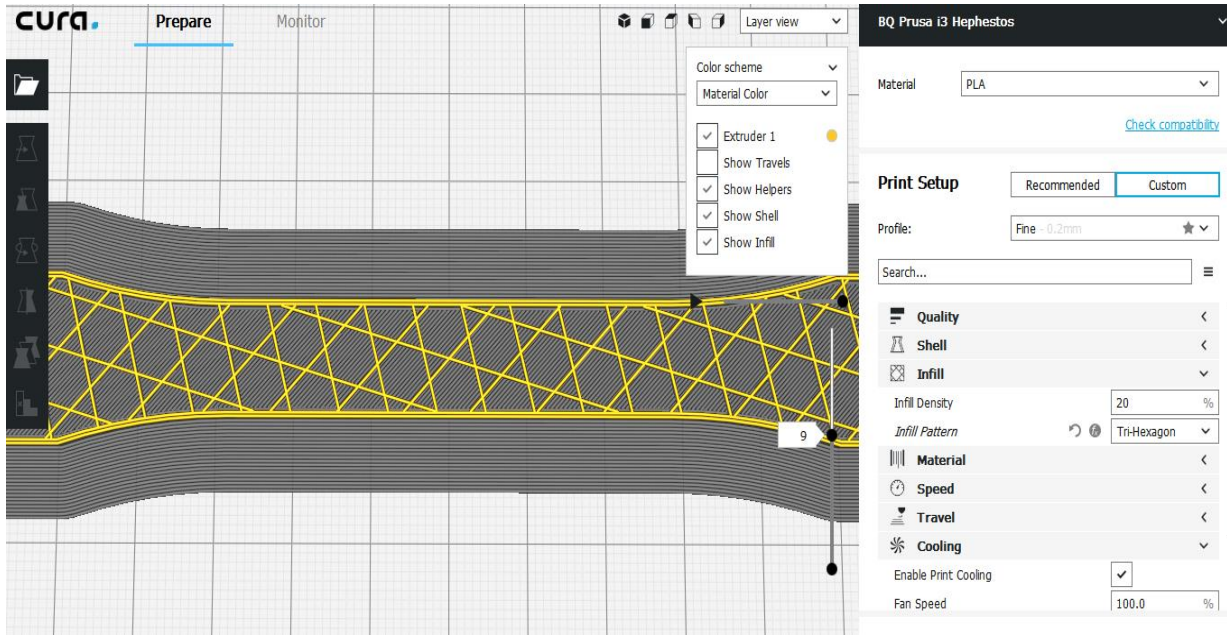 cura.
Prepare
Monitor
Layer view
Color scheme
Material Color
Extruder 1
Show Travels
Show Helpers
Show Shell
Show Infill
9
BQ Prusa i3 Hephestos
Material PLA
Check compatibility
Print Setup Recommended Custom
Profile: Fine - 0.2mm
Search...
Quality
Shell
Infill
Infill Density 20 %
Infill Pattern Tri-Hexagon
Material
Speed
Travel
Cooling
Enable Print Cooling
Fan Speed 100.0 %